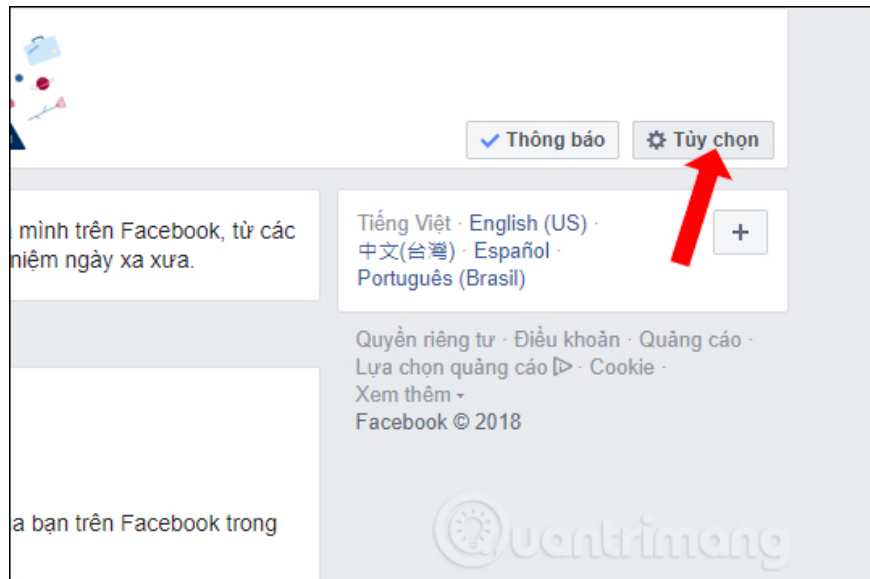 Thông báo
Tùy chọn
mình trên Facebook, từ các
niệm ngày xa xưa.
Tiếng Việt · English (US) ·
中文(台灣) · Español ·
Português (Brasil)
+
Quyền riêng tư · Điều khoản · Quảng cáo ·
Lựa chọn quảng cáo · Cookie ·
Xem thêm
Facebook © 2018
a bạn trên Facebook trong
Quantrimang